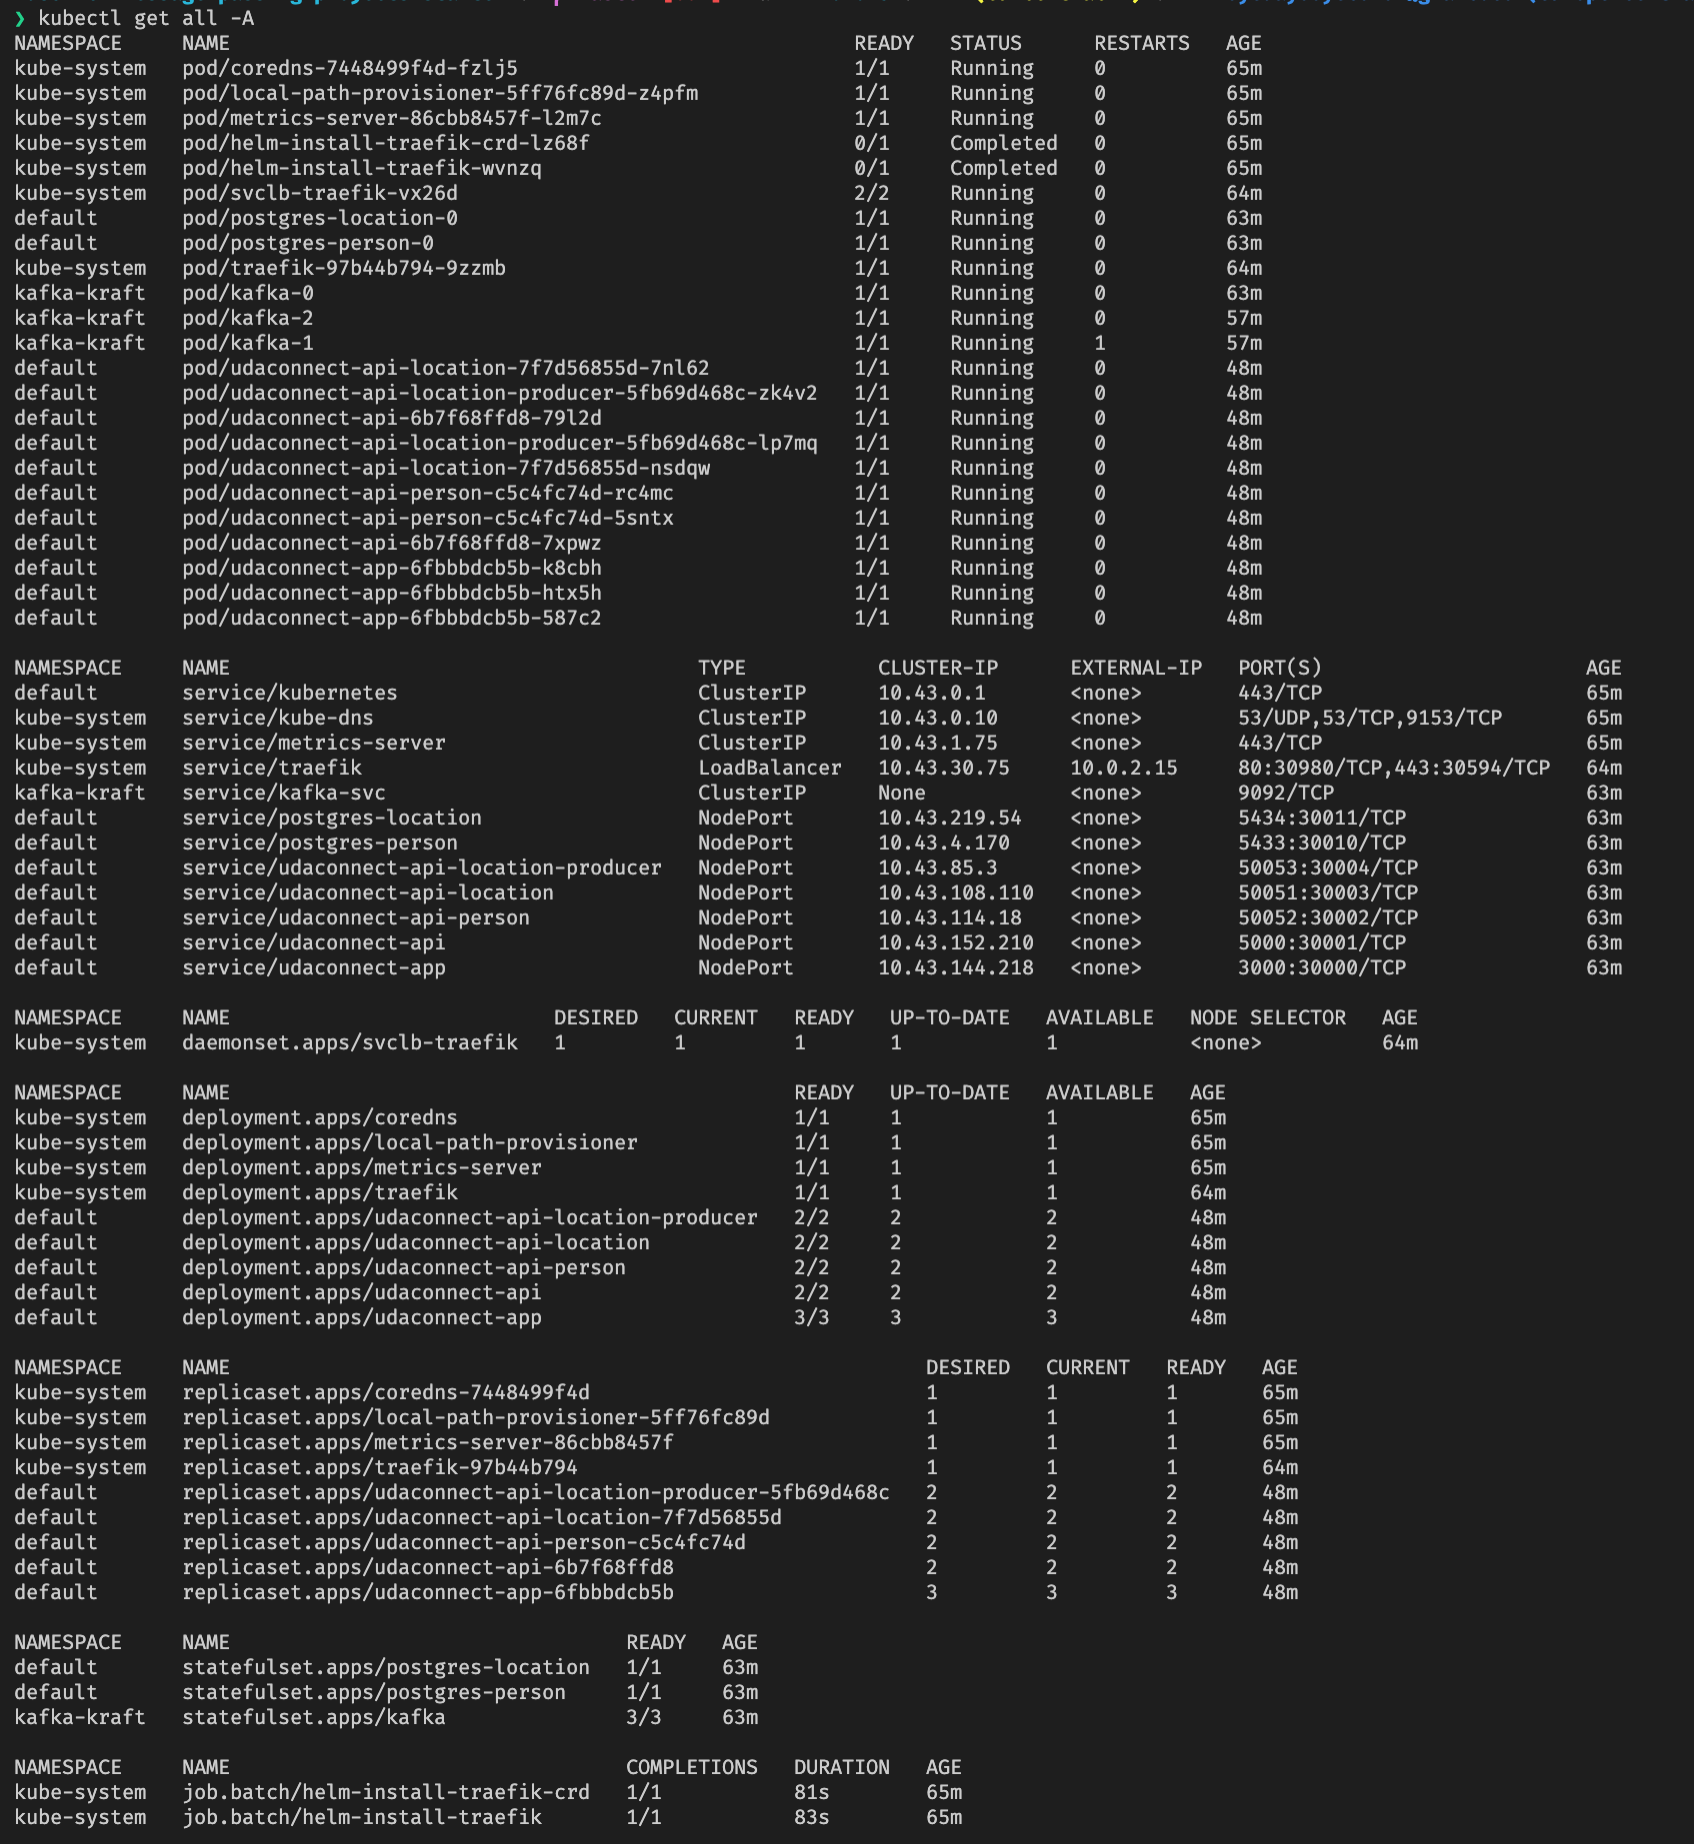 ❯ kubectl get all -A
NAMESPACE NAME READY STATUS RESTARTS AGE
kube-system pod/coredns-7448499f4d-fzlj5 1/1 Running 0 65m
kube-system pod/local-path-provisioner-5ff76fc89d-z4pfm 1/1 Running 0 65m
kube-system pod/metrics-server-86cbb8457f-l2m7c 1/1 Running 0 65m
kube-system pod/helm-install-traefik-crd-lz68f 0/1 Completed 0 65m
kube-system pod/helm-install-traefik-wvnzq 0/1 Completed 0 65m
kube-system pod/svclb-traefik-vx26d 2/2 Running 0 64m
default pod/postgres-location-0 1/1 Running 0 63m
default pod/postgres-person-0 1/1 Running 0 63m
kube-system pod/traefik-97b44b794-9zzmb 1/1 Running 0 64m
kafka-kraft pod/kafka-0 1/1 Running 0 63m
kafka-kraft pod/kafka-2 1/1 Running 0 57m
kafka-kraft pod/kafka-1 1/1 Running 1 57m
default pod/udaconnect-api-location-7f7d56855d-7nl62 1/1 Running 0 48m
default pod/udaconnect-api-location-producer-5fb69d468c-zk4v2 1/1 Running 0 48m
default pod/udaconnect-api-6b7f68ffd8-79l2d 1/1 Running 0 48m
default pod/udaconnect-api-location-producer-5fb69d468c-lp7mq 1/1 Running 0 48m
default pod/udaconnect-api-location-7f7d56855d-nsdqw 1/1 Running 0 48m
default pod/udaconnect-api-person-c5c4fc74d-rc4mc 1/1 Running 0 48m
default pod/udaconnect-api-person-c5c4fc74d-5sntx 1/1 Running 0 48m
default pod/udaconnect-api-6b7f68ffd8-7xpwz 1/1 Running 0 48m
default pod/udaconnect-app-6fbbbdcb5b-k8cbh 1/1 Running 0 48m
default pod/udaconnect-app-6fbbbdcb5b-htx5h 1/1 Running 0 48m
default pod/udaconnect-app-6fbbbdcb5b-587c2 1/1 Running 0 48m
NAMESPACE NAME TYPE CLUSTER-IP EXTERNAL-IP PORT(S) AGE
default service/kubernetes ClusterIP 10.43.0.1 <none> 443/TCP 65m
kube-system service/kube-dns ClusterIP 10.43.0.10 <none> 53/UDP,53/TCP,9153/TCP 65m
kube-system service/metrics-server ClusterIP 10.43.1.75 <none> 443/TCP 65m
kube-system service/traefik LoadBalancer 10.43.30.75 10.0.2.15 80:30980/TCP,443:30594/TCP 64m
kafka-kraft service/kafka-svc ClusterIP None <none> 9092/TCP 63m
default service/postgres-location NodePort 10.43.219.54 <none> 5434:30011/TCP 63m
default service/postgres-person NodePort 10.43.4.170 <none> 5433:30010/TCP 63m
default service/udaconnect-api-location-producer NodePort 10.43.85.3 <none> 50053:30004/TCP 63m
default service/udaconnect-api-location NodePort 10.43.108.110 <none> 50051:30003/TCP 63m
default service/udaconnect-api-person NodePort 10.43.114.18 <none> 50052:30002/TCP 63m
default service/udaconnect-api NodePort 10.43.152.210 <none> 5000:30001/TCP 63m
default service/udaconnect-app NodePort 10.43.144.218 <none> 3000:30000/TCP 63m
NAMESPACE NAME DESIRED CURRENT READY UP-TO-DATE AVAILABLE NODE SELECTOR AGE
kube-system daemonset.apps/svclb-traefik 1 1 1 1 1 <none> 64m
NAMESPACE NAME READY UP-TO-DATE AVAILABLE AGE
kube-system deployment.apps/coredns 1/1 1 1 65m
kube-system deployment.apps/local-path-provisioner 1/1 1 1 65m
kube-system deployment.apps/metrics-server 1/1 1 1 65m
kube-system deployment.apps/traefik 1/1 1 1 64m
default deployment.apps/udaconnect-api-location-producer 2/2 2 2 48m
default deployment.apps/udaconnect-api-location 2/2 2 2 48m
default deployment.apps/udaconnect-api-person 2/2 2 2 48m
default deployment.apps/udaconnect-api 2/2 2 2 48m
default deployment.apps/udaconnect-app 3/3 3 3 48m
NAMESPACE NAME DESIRED CURRENT READY AGE
kube-system replicaset.apps/coredns-7448499f4d 1 1 1 65m
kube-system replicaset.apps/local-path-provisioner-5ff76fc89d 1 1 1 65m
kube-system replicaset.apps/metrics-server-86cbb8457f 1 1 1 65m
kube-system replicaset.apps/traefik-97b44b794 1 1 1 64m
default replicaset.apps/udaconnect-api-location-producer-5fb69d468c 2 2 2 48m
default replicaset.apps/udaconnect-api-location-7f7d56855d 2 2 2 48m
default replicaset.apps/udaconnect-api-person-c5c4fc74d 2 2 2 48m
default replicaset.apps/udaconnect-api-6b7f68ffd8 2 2 2 48m
default replicaset.apps/udaconnect-app-6fbbbdcb5b 3 3 3 48m
NAMESPACE NAME READY AGE
default statefulset.apps/postgres-location 1/1 63m
default statefulset.apps/postgres-person 1/1 63m
kafka-kraft statefulset.apps/kafka 3/3 63m
NAMESPACE NAME COMPLETIONS DURATION AGE
kube-system job.batch/helm-install-traefik-crd 1/1 81s 65m
kube-system job.batch/helm-install-traefik 1/1 83s 65m